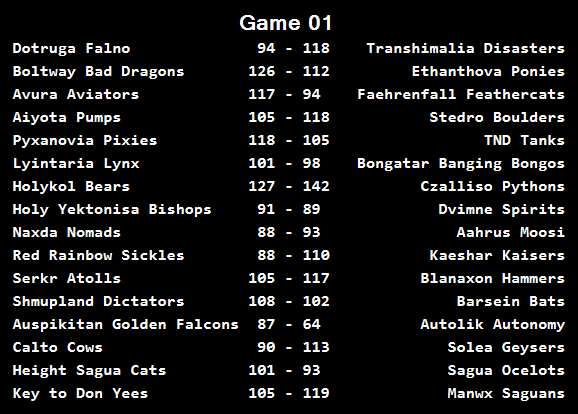 Game 01
Dotruga Falno 94 - 118 Transhimalia Disasters
Boltway Bad Dragons 126 - 112 Ethanthova Ponies
Avura Aviators 117 - 94 Faehrenfall Feathercats
Aiyota Pumps 105 - 118 Stedro Boulders
Pyxanovia Pixies 118 - 105 TND Tanks
Lyintaria Lynx 101 - 98 Bongatar Banging Bongos
Holykol Bears 127 - 142 Czalliso Pythons
Holy Yektonisa Bishops 91 - 89 Dvimne Spirits
Naxda Nomads 88 - 93 Aahrus Moosi
Red Rainbow Sickles 88 - 110 Kaeshar Kaisers
Serkr Atolls 105 - 117 Blanaxon Hammers
Shmupland Dictators 108 - 102 Barsein Bats
Auspikitan Golden Falcons 87 - 64 Autolik Autonomy
Calto Cows 90 - 113 Solea Geysers
Height Sagua Cats 101 - 93 Sagua Ocelots
Key to Don Yees 105 - 119 Manwx Saguans